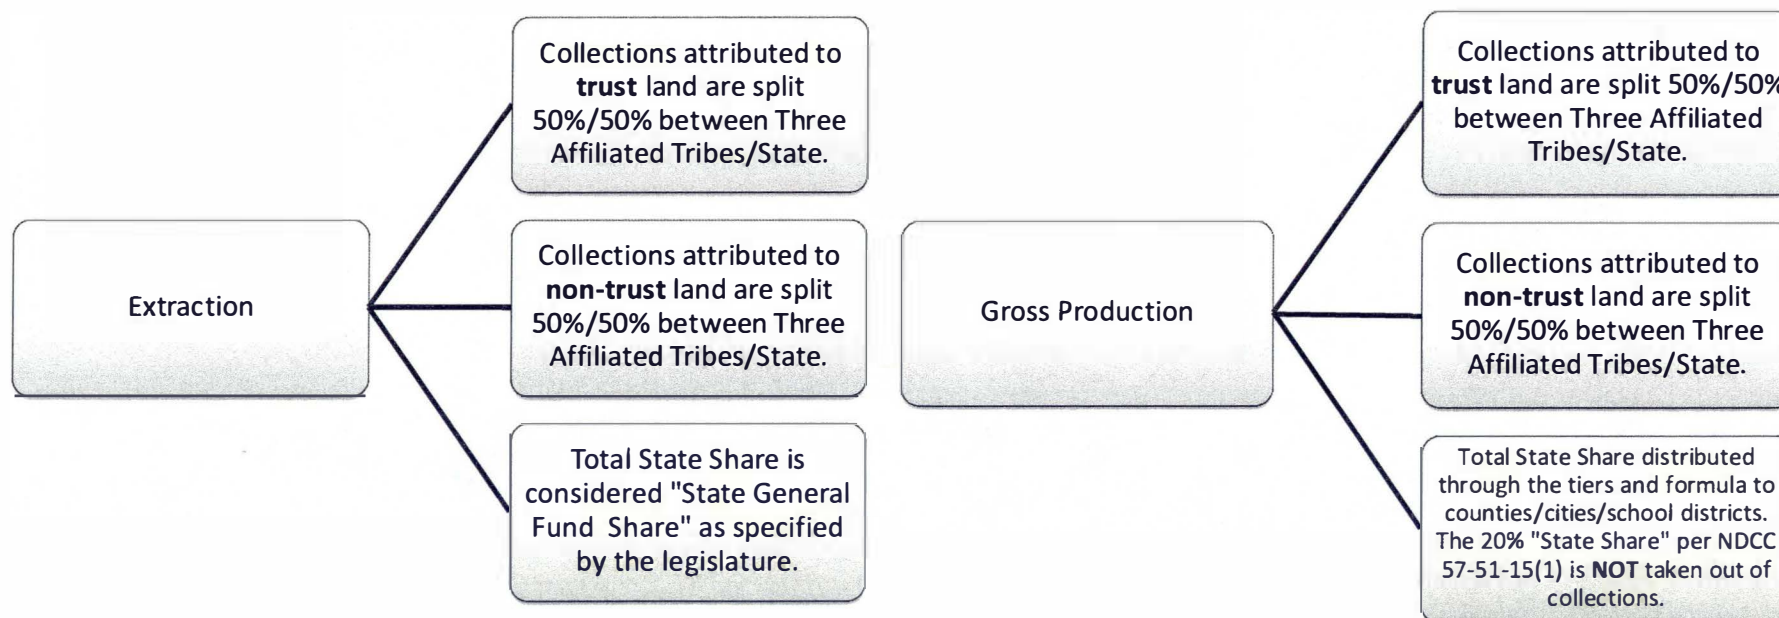 Extraction
Collections attributed to
trust land are split
50%/50% between Three
Affiliated Tribes/State.
Collections attributed to
non-trust land are split
50%/50% between Three
Affiliated Tribes/State.
Total State Share is
considered "State General
Fund Share" as specified
by the legislature.
Gross Production
Collections attributed to
trust land are split 50%/50%
between Three Affiliated
Tribes/State.
Collections attributed to
non-trust land are split
50%/50% between Three
Affiliated Tribes/State.
Total State Share distributed
through the tiers and formula to
counties/cities/school districts.
The 20% "State Share" per NDCC
57-51-15(1) is NOT taken out of
collections.